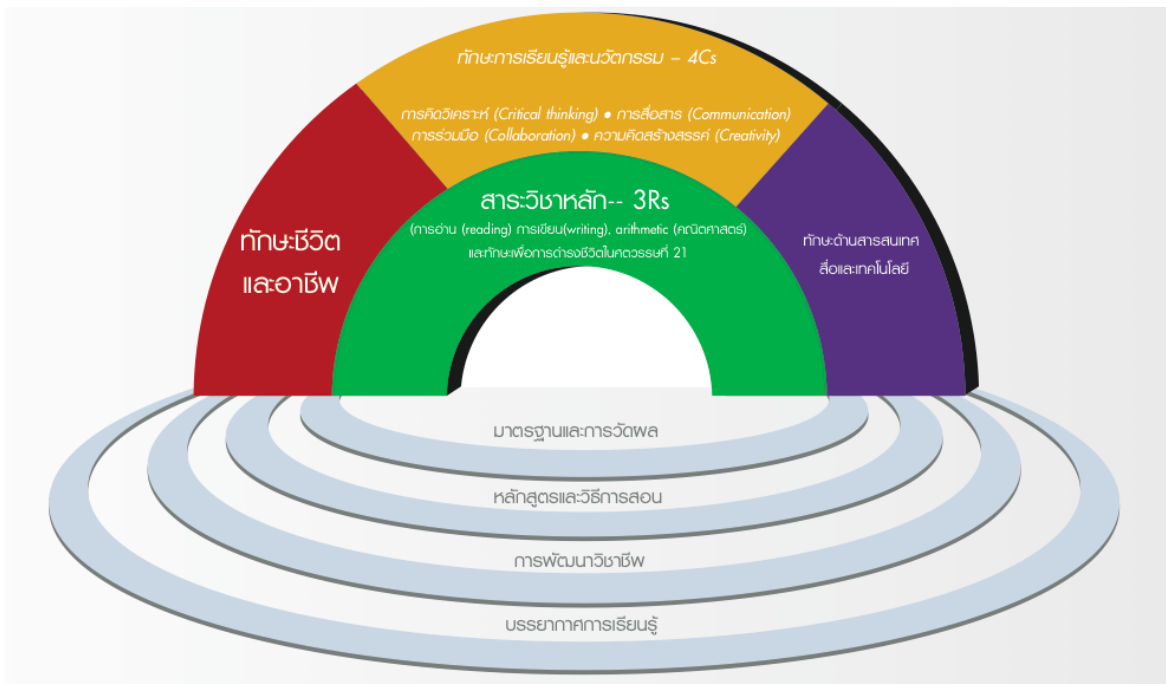 ทักษะการเรียนรู้และนวัตกรรม – 4Cs
การคิดวิเคราะห์ (Critical thinking) • การสื่อสาร (Communication)
การร่วมมือ (Collaboration) • ความคิดสร้างสรรค์ (Creativity)
สาระวิชาหลัก-- 3Rs
(การอ่าน (reading) การเขียน(writing), arithmetic (คณิตศาสตร์)
และทักษะเพื่อการดำรงชีวิตในศตวรรษที่ 21
ทักษะชีวิต
และอาชีพ
ทักษะด้านสารสนเทศ
สื่อและเทคโนโลยี
มาตรฐานและการวัดผล
หลักสูตรและวิธีการสอน
การพัฒนาวิชาชีพ
บรรยากาศการเรียนรู้